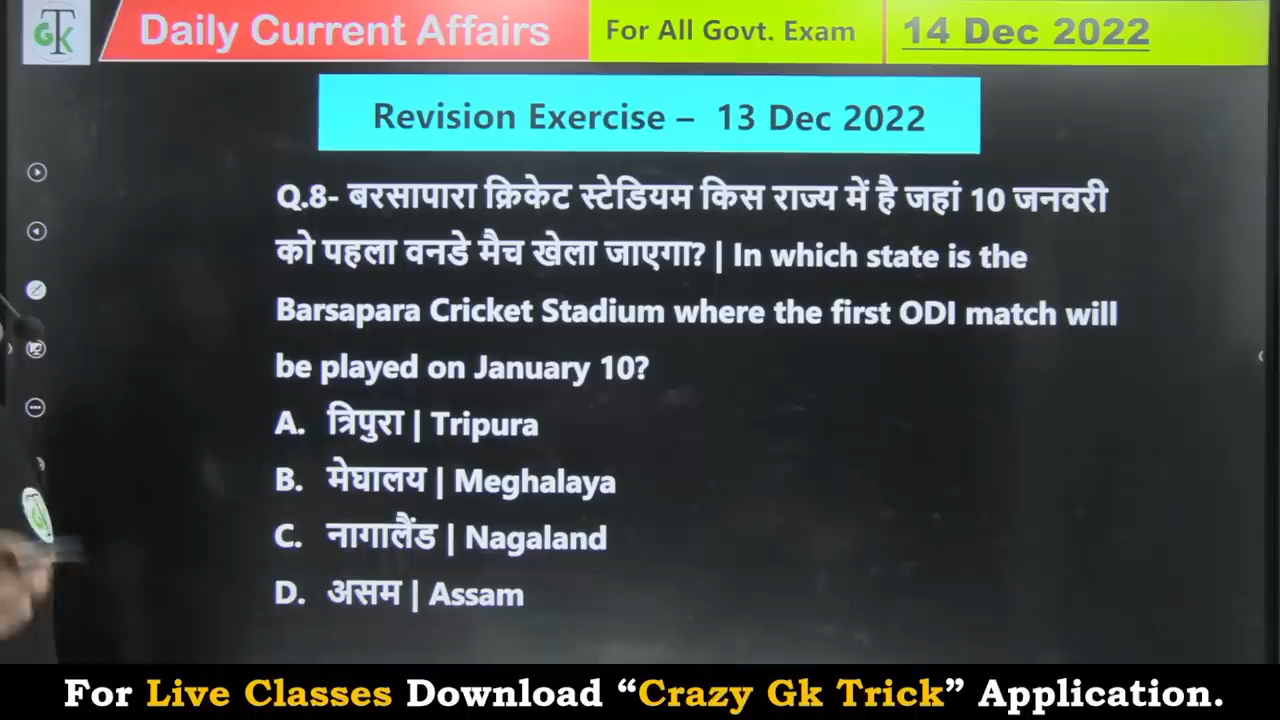 GTK
Daily Current Affairs
For All Govt. Exam
14 Dec 2022
Revision Exercise – 13 Dec 2022
Q.8- बरसापारा क्रिकेट स्टेडियम किस राज्य में है जहां 10 जनवरी
को पहला वनडे मैच खेला जाएगा? | In which state is the
Barsapara Cricket Stadium where the first ODI match will
be played on January 10?
A. त्रिपुरा | Tripura
B. मेघालय | Meghalaya
C. नागालैंड | Nagaland
D. असम | Assam
For Live Classes Download “Crazy Gk Trick” Application.